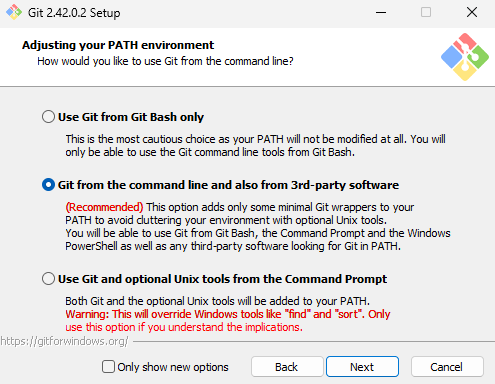 Git 2.42.0.2 Setup
Adjusting your PATH environment
How would you like to use Git from the command line?
Use Git from Git Bash only
This is the most cautious choice as your PATH will not be modified at all. You will
only be able to use the Git command line tools from Git Bash.
Git from the command line and also from 3rd-party software
(Recommended) This option adds only some minimal Git wrappers to your
PATH to avoid cluttering your environment with optional Unix tools.
You will be able to use Git from Git Bash, the Command Prompt and the Windows
PowerShell as well as any third-party software looking for Git in PATH.
Use Git and optional Unix tools from the Command Prompt
Both Git and the optional Unix tools will be added to your PATH.
Warning: This will override Windows tools like "find" and "sort". Only
use this option if you understand the implications.
https://gitforwindows.org/
Only show new options
Back
Next
Cancel